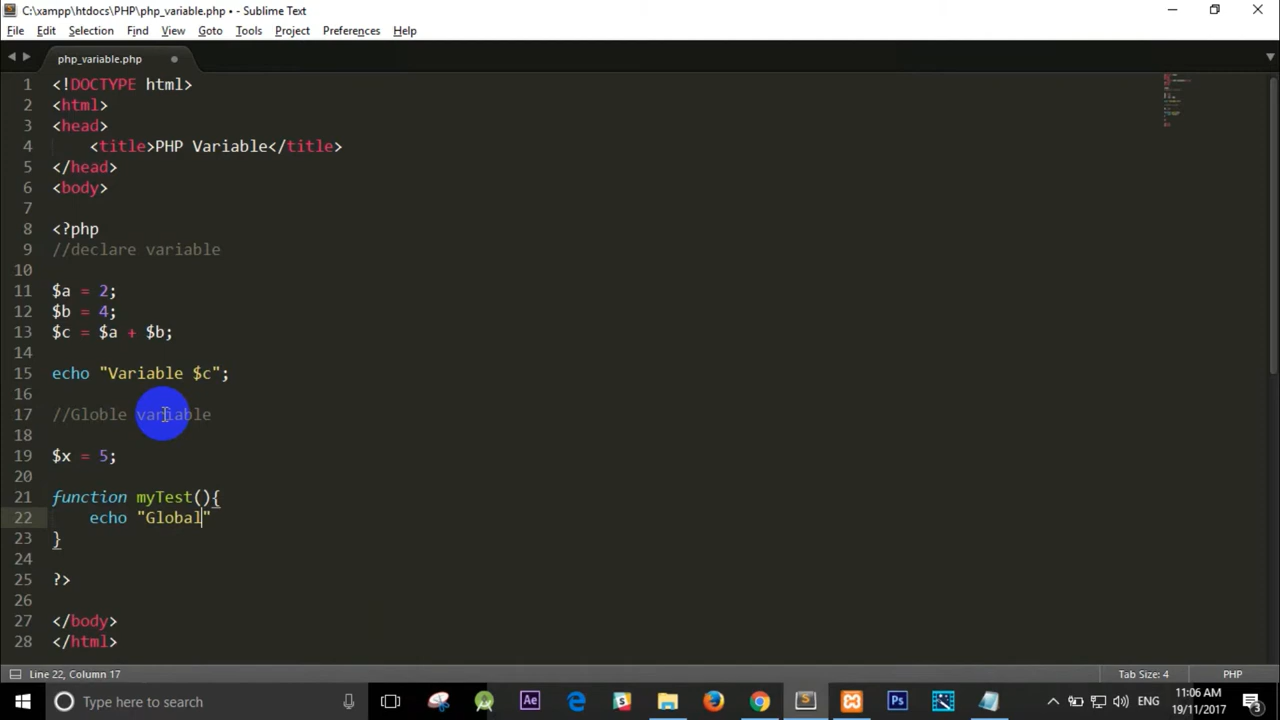 C:\xampp\htdocs\PHP\php_variable.php • - Sublime Text
File Edit Selection Find View Goto Tools Project Preferences Help
php_variable.php
1 <!DOCTYPE html>
2 <html>
3 <head>
4 <title>PHP Variable</title>
5 </head>
6 <body>
7
8 <?php
9 //declare variable
10
11 $a = 2;
12 $b = 4;
13 $c = $a + $b;
14
15 echo "Variable $c";
16
17 //Globle variable
18
19 $x = 5;
20
21 function myTest(){
22 echo "Global"
23 }
24
25 ?>
26
27 </body>
28 </html>
Line 22, Column 17 Tab Size: 4 PHP
Type here to search Ae Ps ENG 11:06 AM
19/11/2017 3